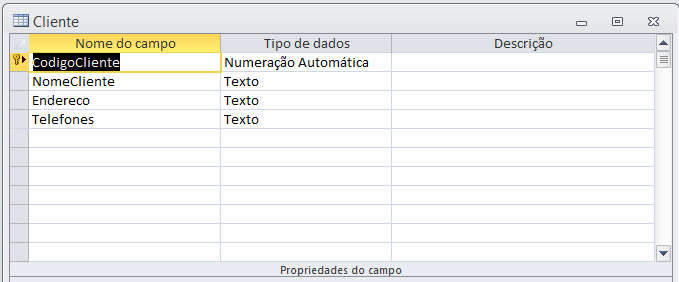 Cliente
Nome do campo Tipo de dados Descrição
CodigoCliente Numeração Automática
NomeCliente Texto
Endereco Texto
Telefones Texto
Propriedades do campo